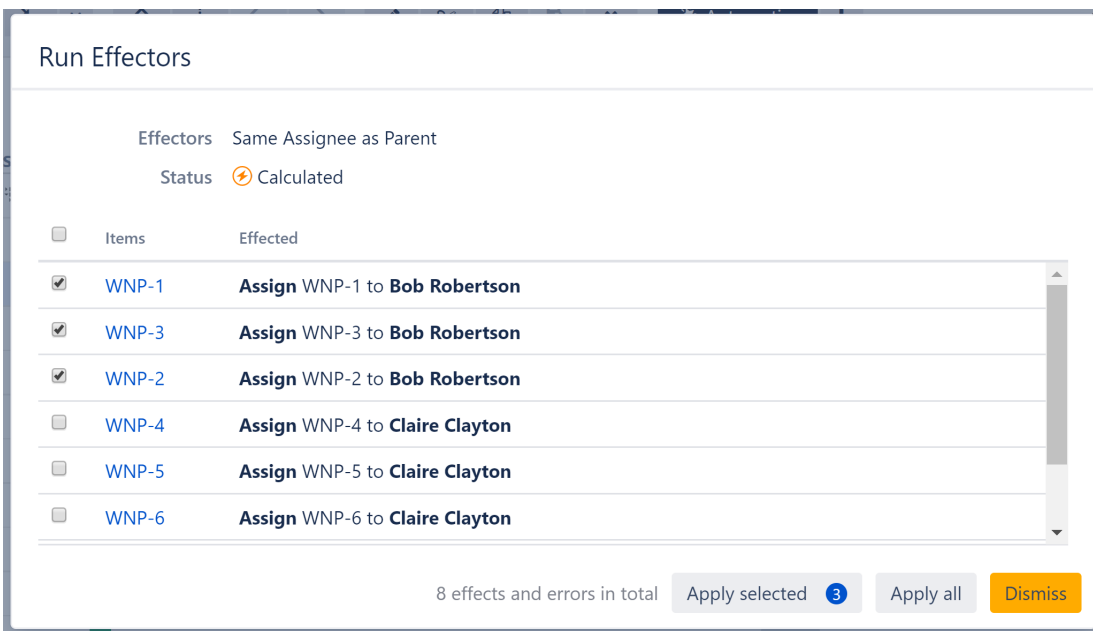 Run Effectors
Effectors Same Assignee as Parent
Status Calculated
Items Effected
WNP-1 Assign WNP-1 to Bob Robertson
WNP-3 Assign WNP-3 to Bob Robertson
WNP-2 Assign WNP-2 to Bob Robertson
WNP-4 Assign WNP-4 to Claire Clayton
WNP-5 Assign WNP-5 to Claire Clayton
WNP-6 Assign WNP-6 to Claire Clayton
8 effects and errors in total Apply selected 3 Apply all Dismiss